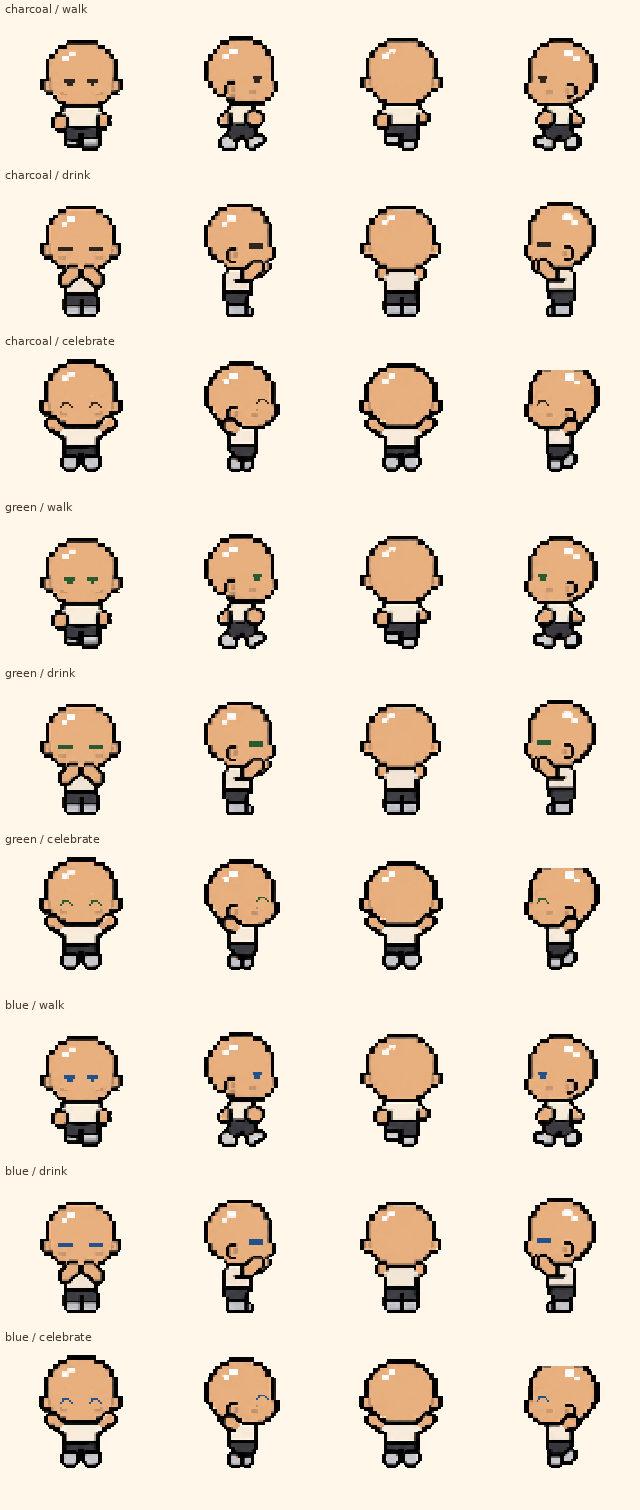 charcoal / walk
charcoal / drink
charcoal / celebrate
green / walk
green / drink
green / celebrate
blue / walk
blue / drink
blue / celebrate